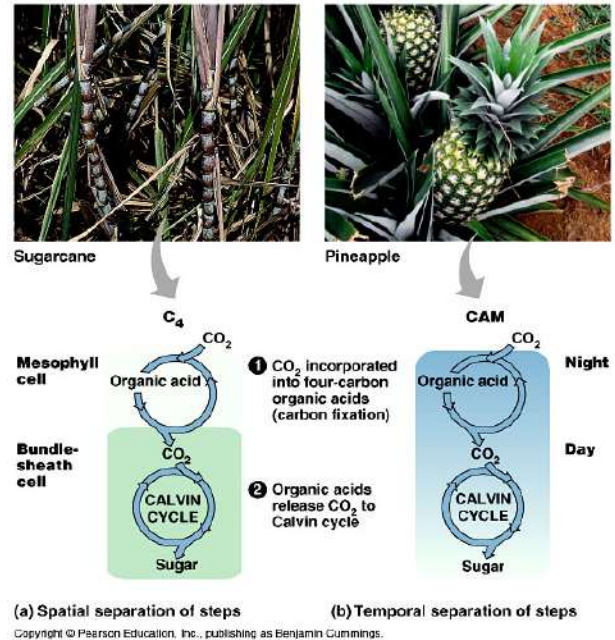 Sugarcane
Pineapple
C4
CAM
CO2
CO2
Mesophyll
cell
Organic acid
❶ CO2 incorporated
into four-carbon
organic acids
(carbon fixation)
Organic acid
Night
Bundle-
sheath
cell
CO2
CO2
Day
CALVIN
CYCLE
❷ Organic acids
release CO2 to
Calvin cycle
CALVIN
CYCLE
Sugar
Sugar
(a) Spatial separation of steps
(b) Temporal separation of steps
Copyright © Pearson Education, Inc., publishing as Benjamin Cummings.